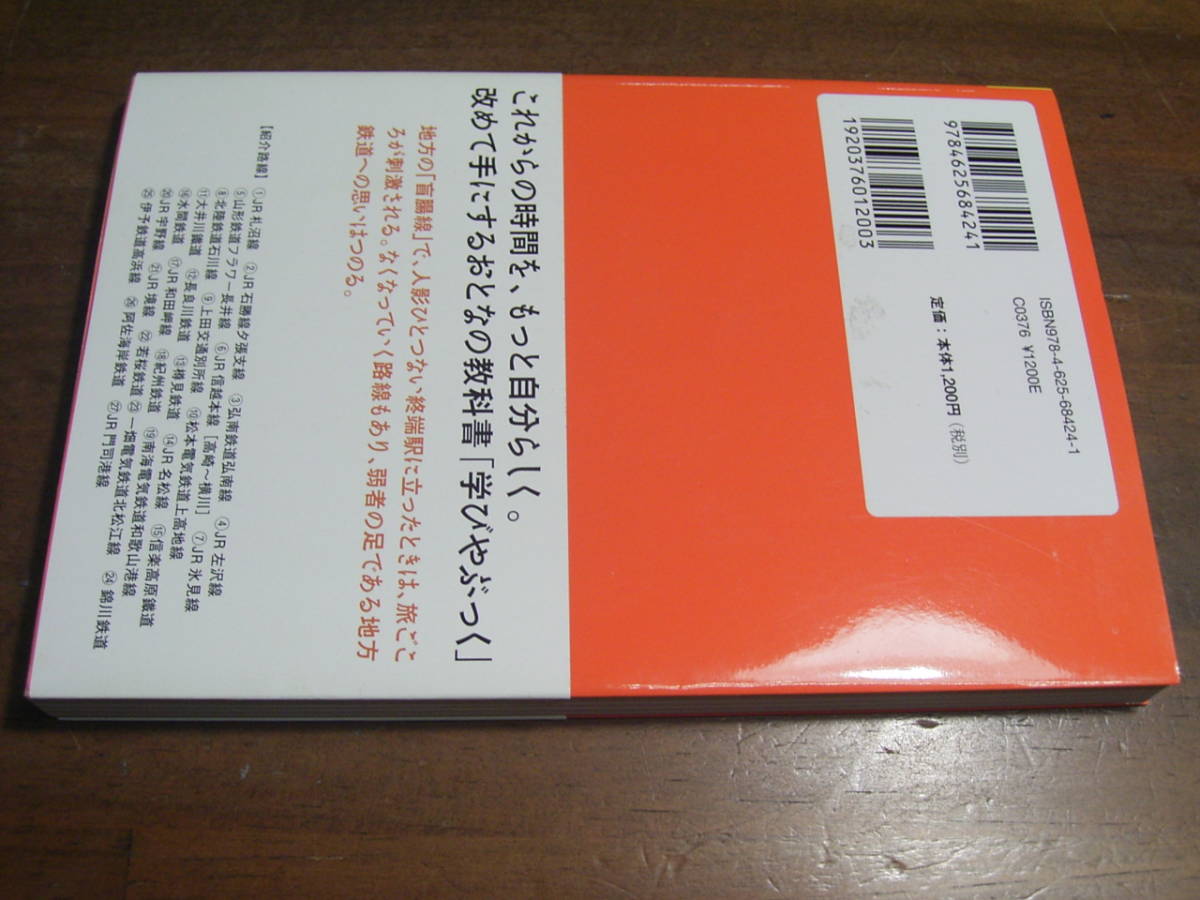 9784625684241
1920376012003
ISBN978-4-625-68424-1
C0376 ¥1200E
定価：本体1,200円（税別）
これからの時間を、もっと自分らしく。
改めて手にするおとなの教科書「学びやぶっく」
地方の「盲腸線」で、人影ひとつない終端駅に立ったときは、旅ごこ
ろが刺激される。なくなっていく路線もあり、弱者の足である地方
鉄道への思いはつのる。
【紹介路線】 ①JR札沼線 ②JR石勝線夕張支線 ③弘南鉄道弘南線 ④JR左沢線
⑤山形鉄道フラワー長井線 ⑥JR信越本線［高崎〜横川］ ⑦JR氷見線
⑧北陸鉄道石川線 ⑨上田交通別所線 ⑩松本電気鉄道上高地線
⑪大井川鐵道 ⑫長良川鉄道 ⑬樽見鉄道 ⑭JR名松線 ⑮信楽高原鐵道
⑯水間鉄道 ⑰JR和田岬線 ⑱紀州鉄道 ⑲南海電気鉄道和歌山港線
⑳JR宇野線 ㉑JR境線 ㉒若桜鉄道 ㉓一畑電気鉄道北松江線 ㉔錦川鉄道
㉕伊予鉄道高浜線 ㉖阿佐海岸鉄道 ㉗JR門司港線